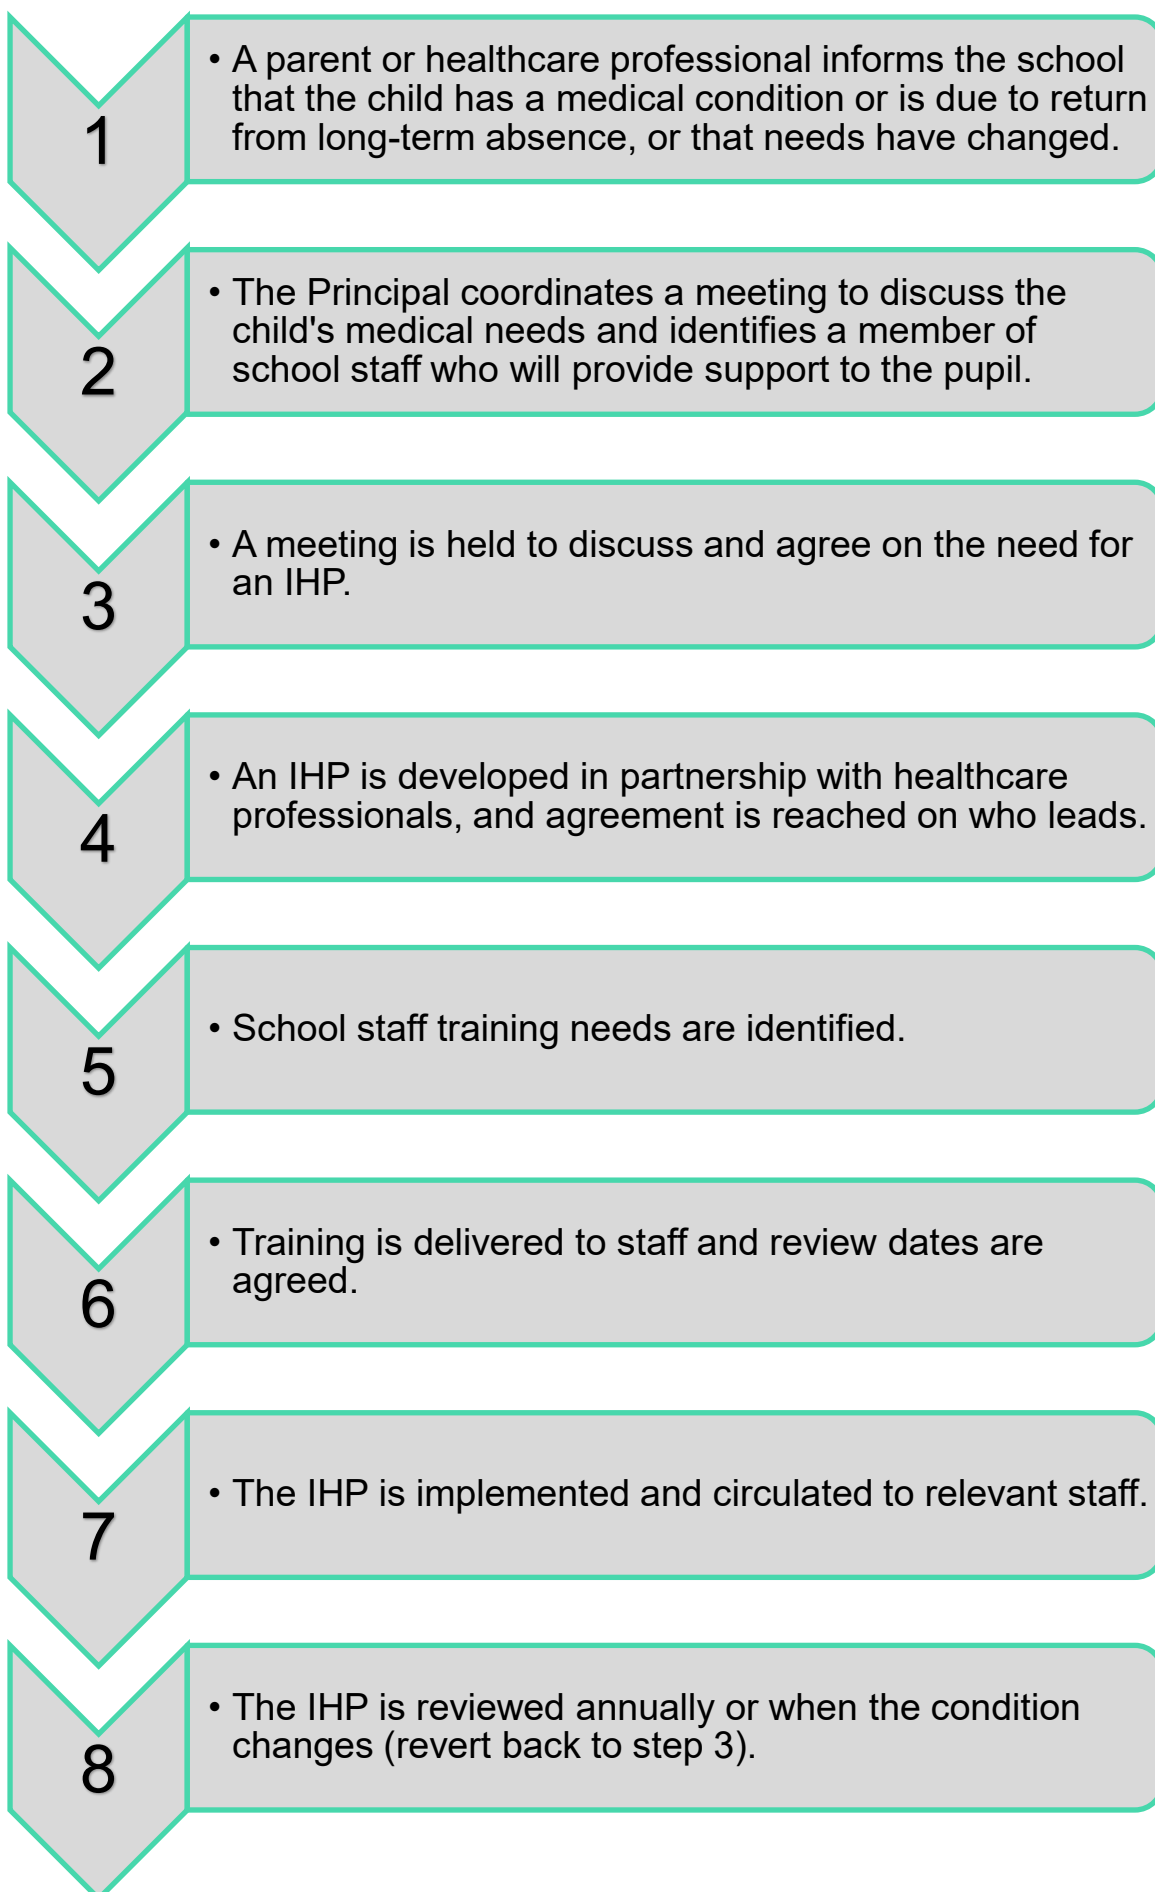 1
• A parent or healthcare professional informs the school
that the child has a medical condition or is due to return
from long-term absence, or that needs have changed.
2
• The Principal coordinates a meeting to discuss the
child's medical needs and identifies a member of
school staff who will provide support to the pupil.
3
• A meeting is held to discuss and agree on the need for
an IHP.
4
• An IHP is developed in partnership with healthcare
professionals, and agreement is reached on who leads.
5
• School staff training needs are identified.
6
• Training is delivered to staff and review dates are
agreed.
7
• The IHP is implemented and circulated to relevant staff.
8
• The IHP is reviewed annually or when the condition
changes (revert back to step 3).